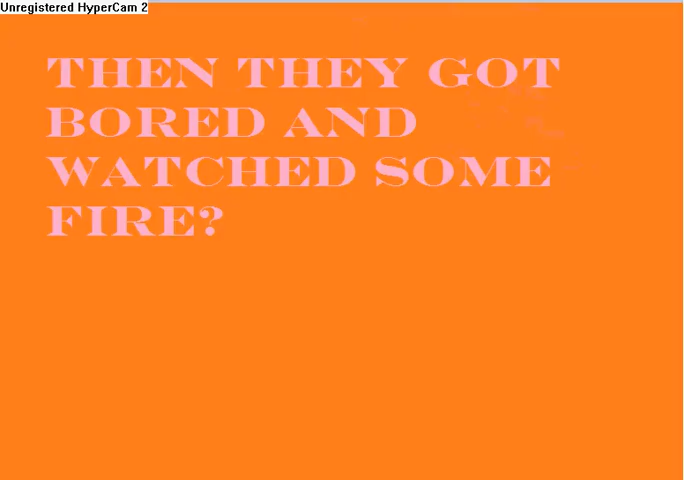 Unregistered HyperCam 2
THEN THEY GOT
BORED AND
WATCHED SOME
FIRE?